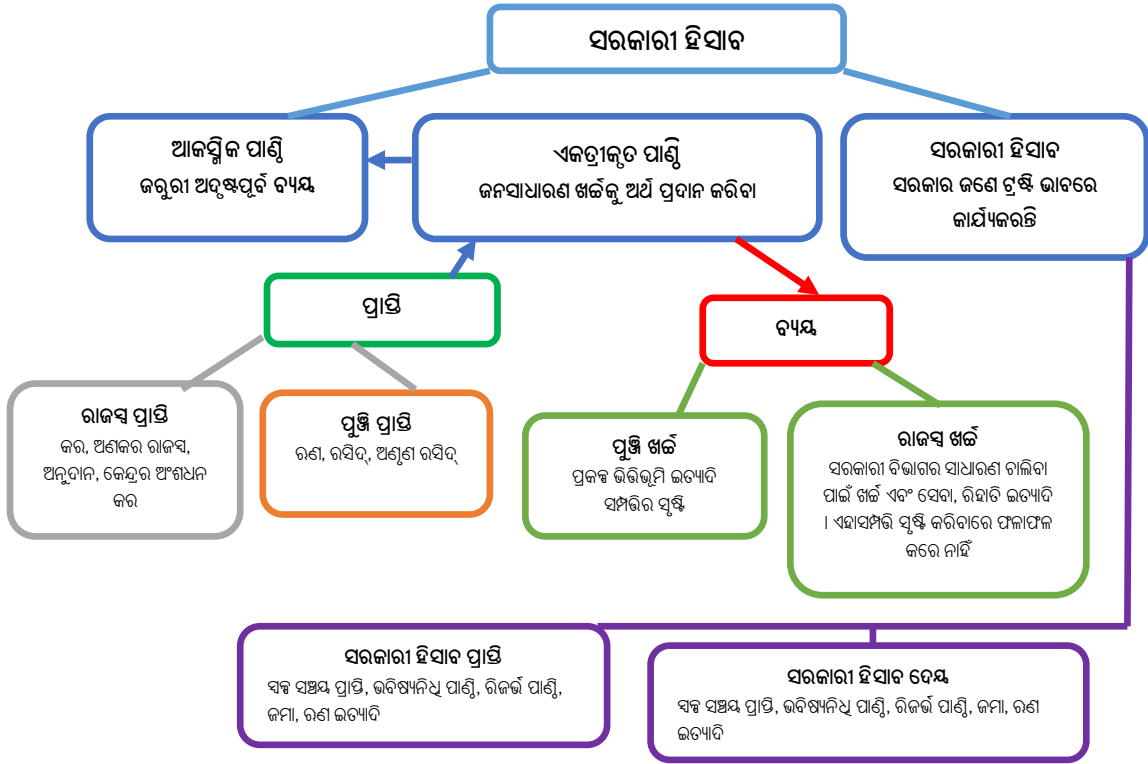 ସରକାରୀ ହିସାବ
ଆକସ୍ମିକ ପାଣ୍ଠି
ଜରୁରୀ ଅଦୃଷ୍ଟପୂର୍ବ ବ୍ୟୟ
ଏକତ୍ରୀକୃତ ପାଣ୍ଠି
ଜନସାଧାରଣ ଖର୍ଚ୍ଚକୁ ଅର୍ଥ ପ୍ରଦାନ କରିବା
ସରକାରୀ ହିସାବ
ସରକାର ଜଣେ ଟ୍ରଷ୍ଟି ଭାବରେ
କାର୍ଯ୍ୟକରନ୍ତି
ପ୍ରାପ୍ତି
ବ୍ୟୟ
ରାଜସ୍ୱ ପ୍ରାପ୍ତି
କର, ଅଣକର ରାଜସ୍ୱ,
ଅନୁଦାନ, କେନ୍ଦ୍ରର ଅଂଶଧନ
କର
ପୁଞ୍ଜି ପ୍ରାପ୍ତି
ଋଣ, ରସିଦ୍, ଅଣୃଣ ରସିଦ୍
ପୁଞ୍ଜି ଖର୍ଚ୍ଚ
ପ୍ରକଳ୍ପ ଭିତ୍ତିଭୂମି ଇତ୍ୟାଦି
ସମ୍ପତ୍ତିର ସୃଷ୍ଟି
ରାଜସ୍ୱ ଖର୍ଚ୍ଚ
ସରକାରୀ ବିଭାଗର ସାଧାରଣ ଚାଲିବା
ପାଇଁ ଖର୍ଚ୍ଚ ଏବଂ ସେବା, ରିହାତି ଇତ୍ୟାଦି
। ଏହାସମ୍ପତ୍ତି ସୃଷ୍ଟି କରିବାରେ ଫଳାଫଳ
କରେ ନାହିଁ
ସରକାରୀ ହିସାବ ପ୍ରାପ୍ତି
ସ୍ୱଳ୍ପ ସଞ୍ଚୟ ପ୍ରାପ୍ତି, ଭବିଷ୍ୟନିଧି ପାଣ୍ଠି, ରିଜର୍ଭ ପାଣ୍ଠି,
ଜମା, ଋଣ ଇତ୍ୟାଦି
ସରକାରୀ ହିସାବ ଦେୟ
ସ୍ୱଳ୍ପ ସଞ୍ଚୟ ପ୍ରାପ୍ତି, ଭବିଷ୍ୟନିଧି ପାଣ୍ଠି, ରିଜର୍ଭ ପାଣ୍ଠି, ଜମା, ଋଣ
ଇତ୍ୟାଦି